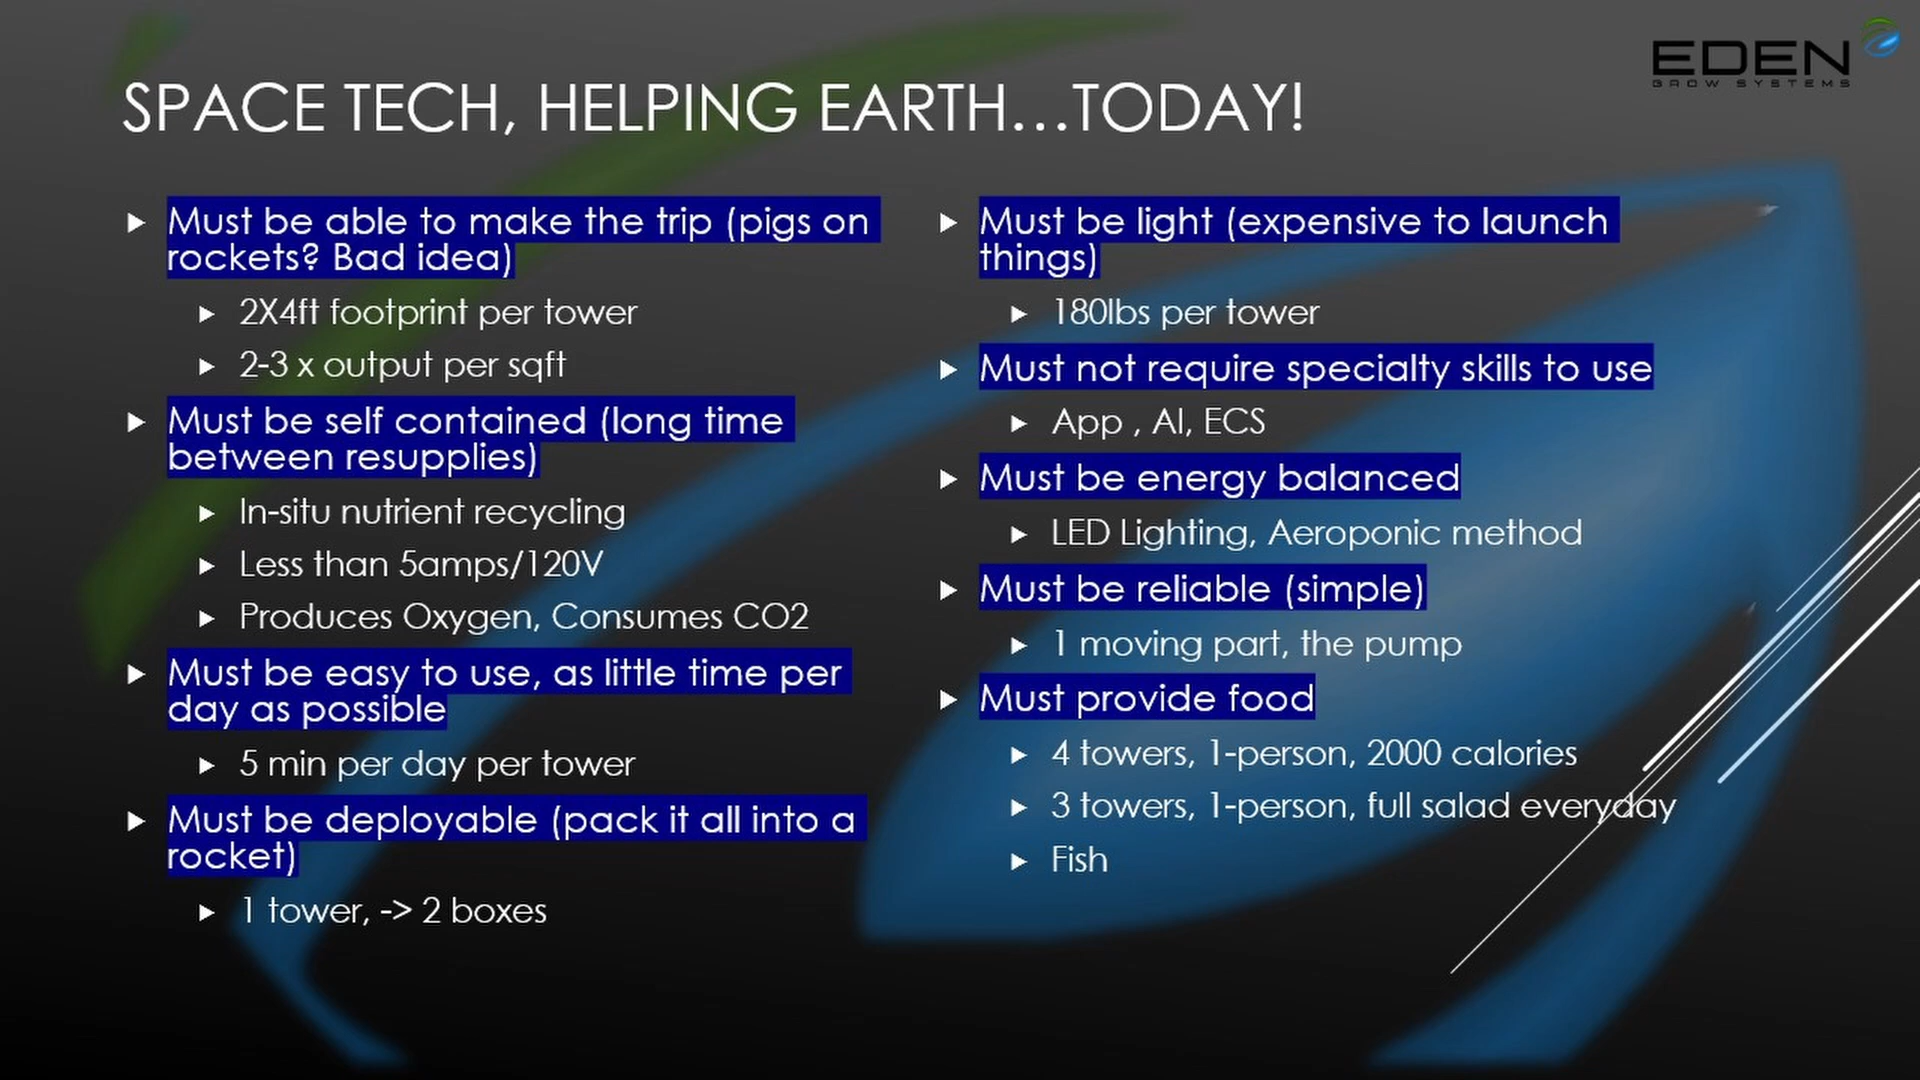 EDEN
GROW SYSTEMS
SPACE TECH, HELPING EARTH...TODAY!
Must be able to make the trip (pigs on
rockets? Bad idea)
2X4ft footprint per tower
2-3 x output per sqft
Must be self contained (long time
between resupplies)
In-situ nutrient recycling
Less than 5amps/120V
Produces Oxygen, Consumes CO2
Must be easy to use, as little time per
day as possible
5 min per day per tower
Must be deployable (pack it all into a
rocket)
1 tower, -> 2 boxes
Must be light (expensive to launch
things)
180lbs per tower
Must not require specialty skills to use
App , AI, ECS
Must be energy balanced
LED Lighting, Aeroponic method
Must be reliable (simple)
1 moving part, the pump
Must provide food
4 towers, 1-person, 2000 calories
3 towers, 1-person, full salad everyday
Fish